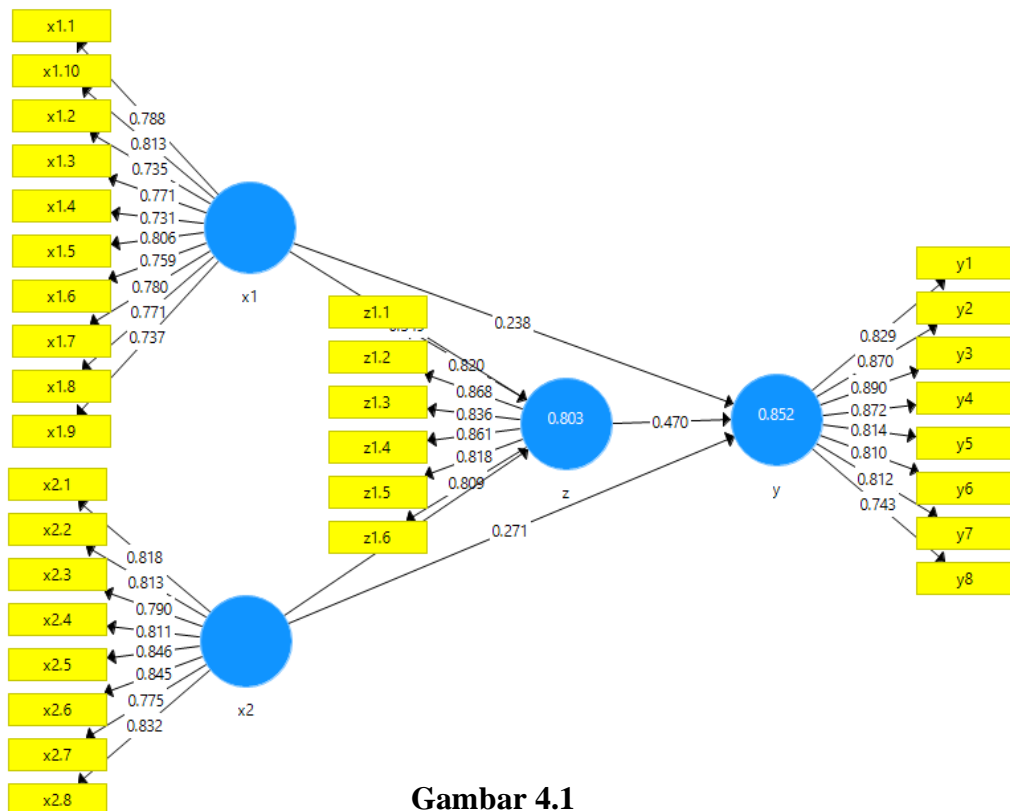 x1.1
x1.10
x1.2
x1.3
x1.4
x1.5
x1.6
x1.7
x1.8
x1.9
0.788
0.813
0.735
0.771
0.731
0.806
0.759
0.780
0.771
0.737
x1
x2.1
x2.2
x2.3
x2.4
x2.5
x2.6
x2.7
x2.8
0.818
0.813
0.790
0.811
0.846
0.845
0.775
0.832
x2
z1.1
z1.2
z1.3
z1.4
z1.5
z1.6
0.820
0.868
0.836
0.861
0.818
0.809
0.803
z
0.238
0.470
0.271
0.852
y
0.829
0.870
0.890
0.872
0.814
0.810
0.812
0.743
y1
y2
y3
y4
y5
y6
y7
y8
Gambar 4.1